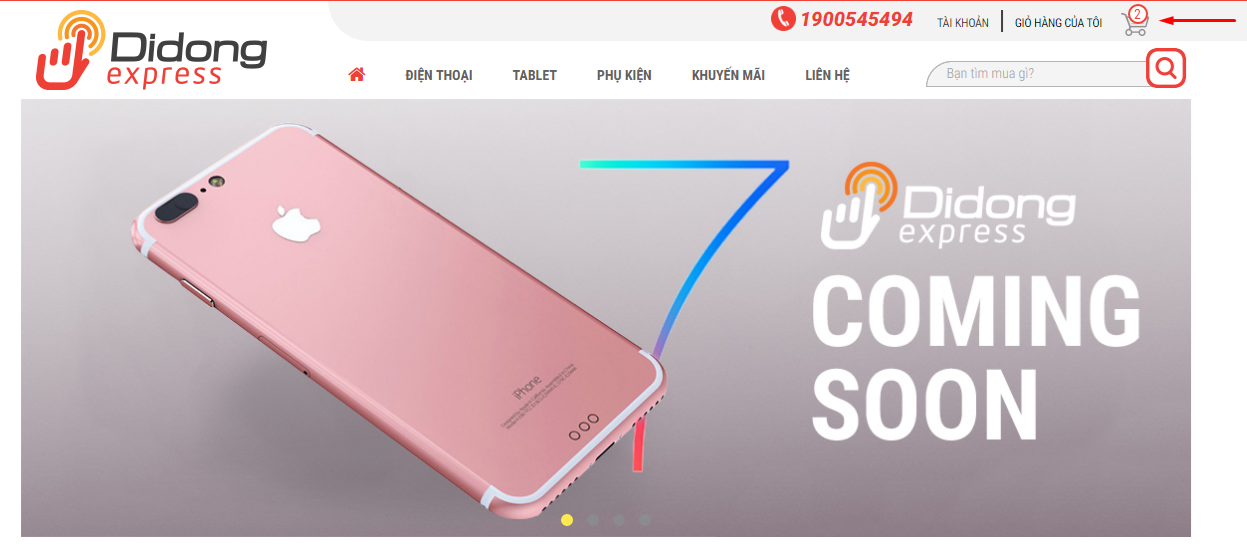 1900545494
TÀI KHOẢN
GIỎ HÀNG CỦA TÔI
2
Didong
express
ĐIỆN THOẠI
TABLET
PHỤ KIỆN
KHUYẾN MÃI
LIÊN HỆ
Bạn tìm mua gì?
7
Didong
express
COMING
SOON
iPhone